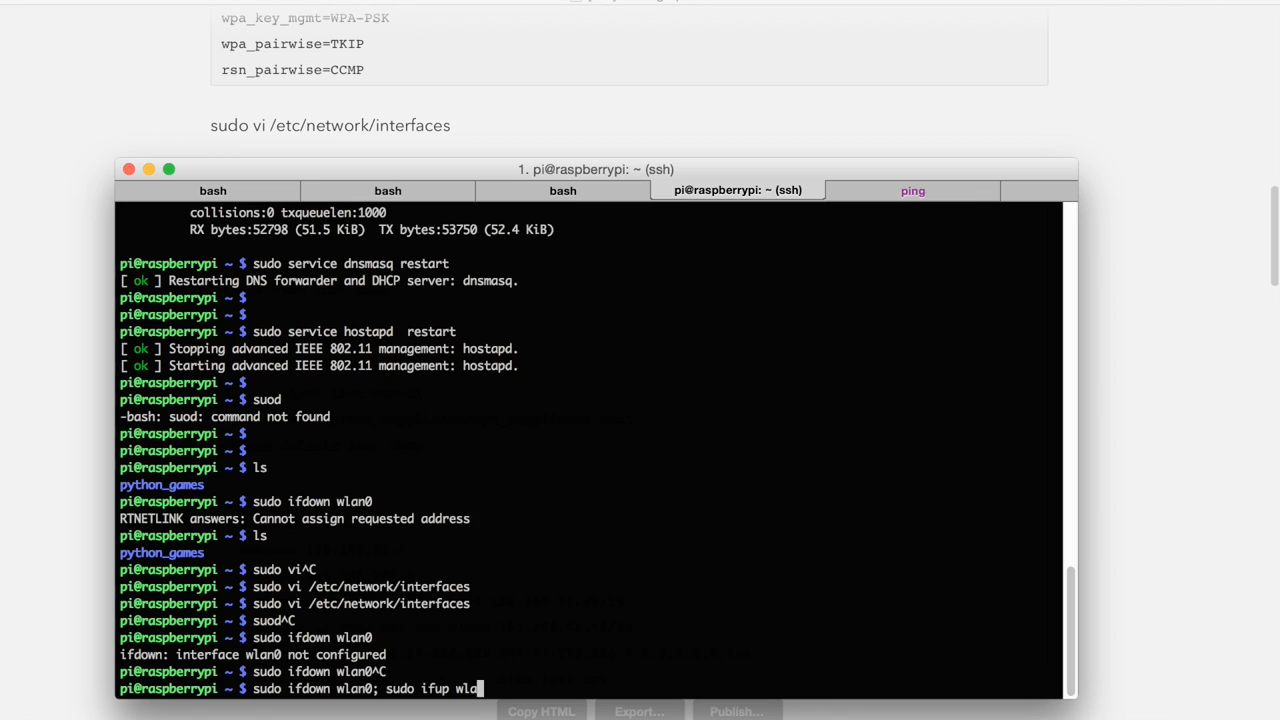 wpa_key_mgmt=WPA-PSK
wpa_pairwise=TKIP
rsn_pairwise=CCMP
sudo vi /etc/network/interfaces
1. pi@raspberrypi: ~ (ssh)
bash bash bash pi@raspberrypi: ~ (ssh) ping
collisions:0 txqueuelen:1000
RX bytes:52798 (51.5 KiB)  TX bytes:53750 (52.4 KiB)
pi@raspberrypi ~ $ sudo service dnsmasq restart
[ ok ] Restarting DNS forwarder and DHCP server: dnsmasq.
pi@raspberrypi ~ $
pi@raspberrypi ~ $
pi@raspberrypi ~ $ sudo service hostapd  restart
[ ok ] Stopping advanced IEEE 802.11 management: hostapd.
[ ok ] Starting advanced IEEE 802.11 management: hostapd.
pi@raspberrypi ~ $
pi@raspberrypi ~ $ suod
-bash: suod: command not found
pi@raspberrypi ~ $
pi@raspberrypi ~ $
pi@raspberrypi ~ $ ls
python_games
pi@raspberrypi ~ $ sudo ifdown wlan0
RTNETLINK answers: Cannot assign requested address
pi@raspberrypi ~ $ ls
python_games
pi@raspberrypi ~ $ sudo vi^C
pi@raspberrypi ~ $ sudo vi /etc/network/interfaces
pi@raspberrypi ~ $ sudo vi /etc/network/interfaces
pi@raspberrypi ~ $ suod^C
pi@raspberrypi ~ $ sudo ifdown wlan0
ifdown: interface wlan0 not configured
pi@raspberrypi ~ $ sudo ifdown wlan0^C
pi@raspberrypi ~ $ sudo ifdown wlan0; sudo ifup wla
Copy HTML Export... Publish...